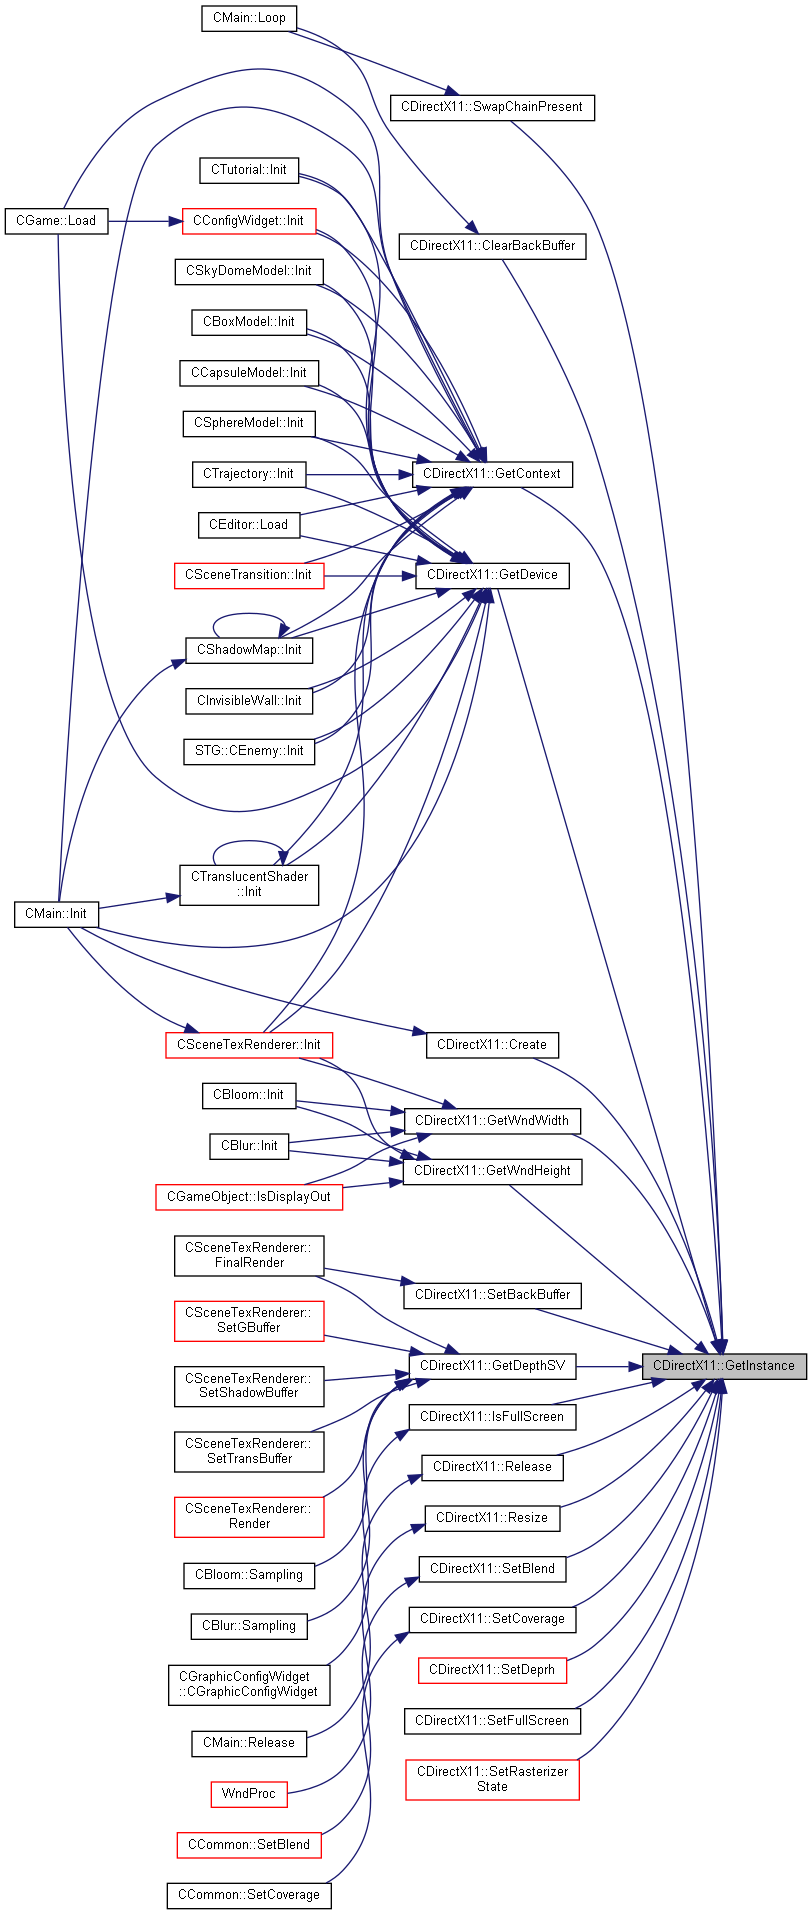 CMain::Loop
CDirectX11::SwapChainPresent
CTutorial::Init
CGame::Load
CConfigWidget::Init
CDirectX11::ClearBackBuffer
CSkyDomeModel::Init
CBoxModel::Init
CCapsuleModel::Init
CSphereModel::Init
CTrajectory::Init
CDirectX11::GetContext
CEditor::Load
CSceneTransition::Init
CDirectX11::GetDevice
CShadowMap::Init
CInvisibleWall::Init
STG::CEnemy::Init
CTranslucentShader
::Init
CMain::Init
CSceneTexRenderer::Init
CDirectX11::Create
CBloom::Init
CDirectX11::GetWndWidth
CBlur::Init
CDirectX11::GetWndHeight
CGameObject::IsDisplayOut
CSceneTexRenderer::
FinalRender
CDirectX11::SetBackBuffer
CSceneTexRenderer::
SetGBuffer
CDirectX11::GetDepthSV
CDirectX11::GetInstance
CSceneTexRenderer::
SetShadowBuffer
CDirectX11::IsFullScreen
CSceneTexRenderer::
SetTransBuffer
CDirectX11::Release
CSceneTexRenderer::
Render
CDirectX11::Resize
CBloom::Sampling
CDirectX11::SetBlend
CBlur::Sampling
CDirectX11::SetCoverage
CGraphicConfigWidget
::CGraphicConfigWidget
CDirectX11::SetDeprh
CDirectX11::SetFullScreen
CMain::Release
CDirectX11::SetRasterizer
State
WndProc
CCommon::SetBlend
CCommon::SetCoverage